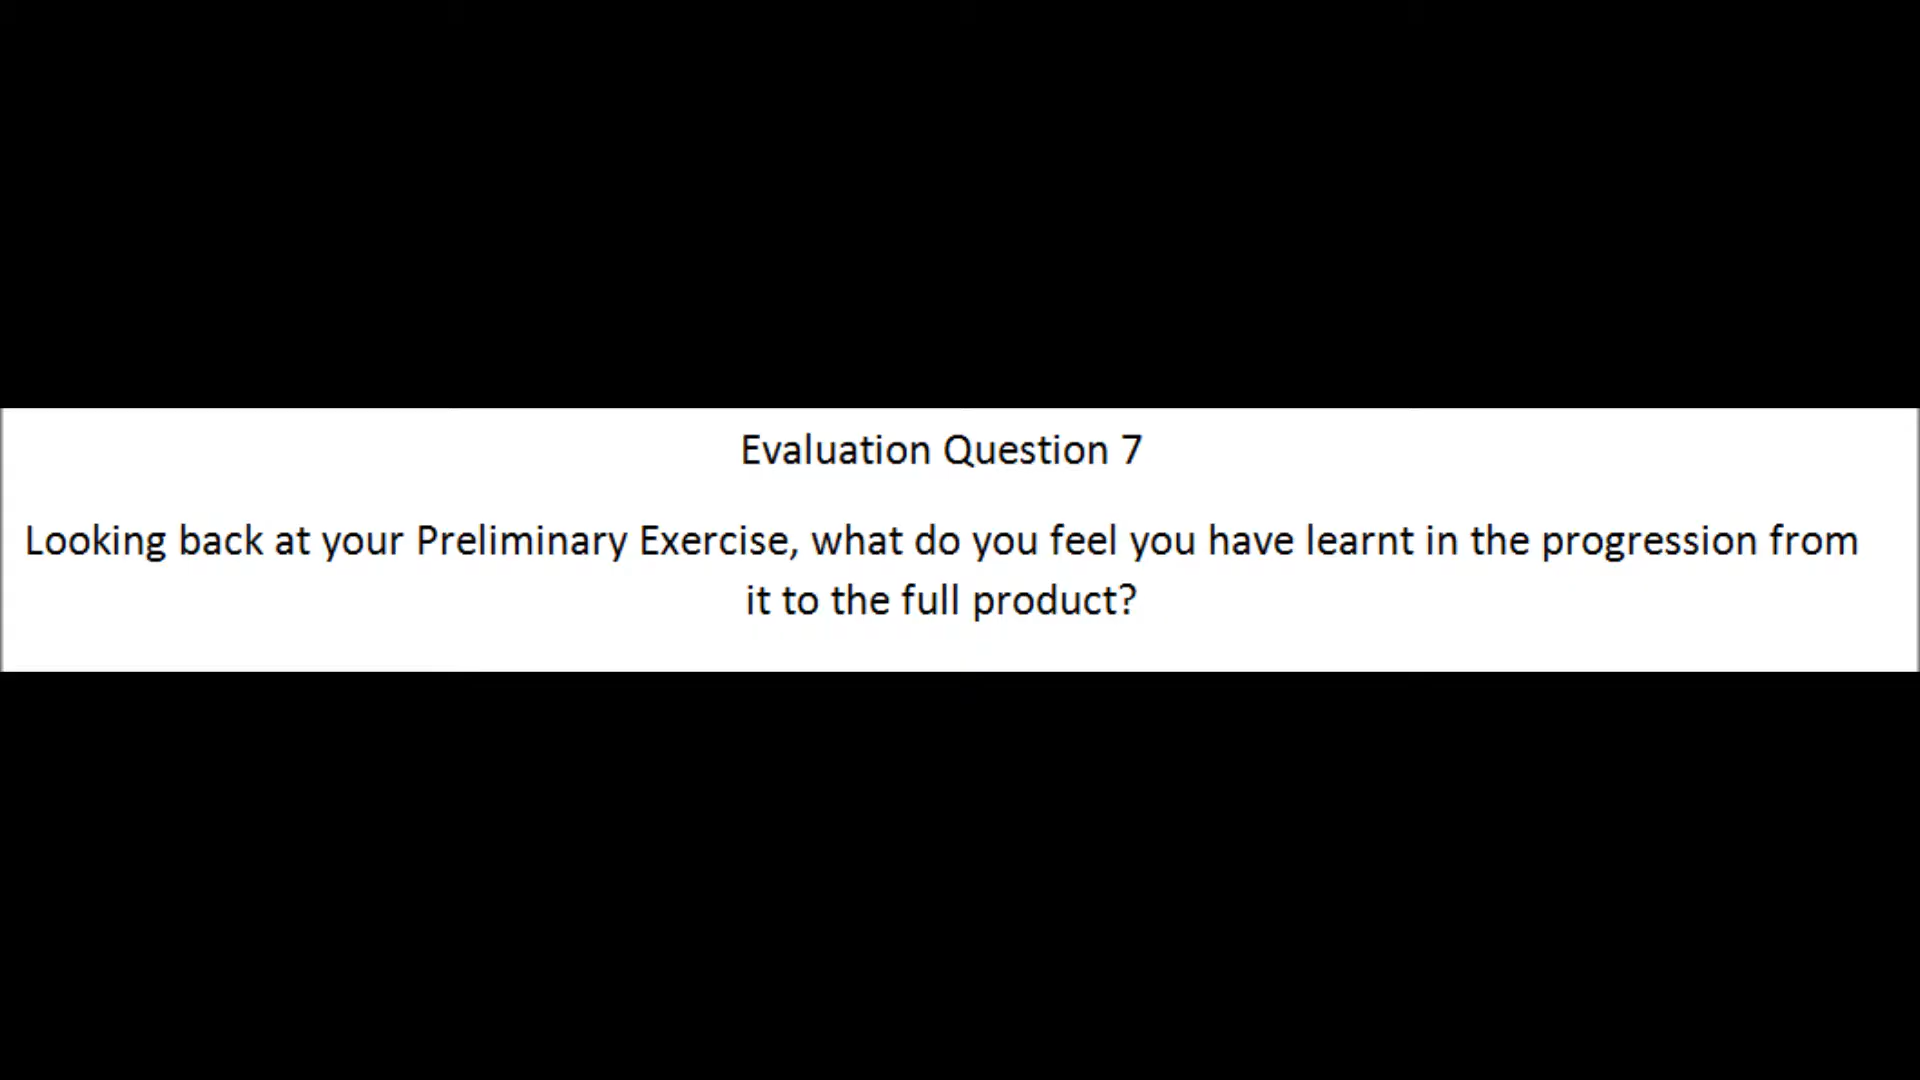 Evaluation Question 7
Looking back at your Preliminary Exercise, what do you feel you have learnt in the progression from
it to the full product?